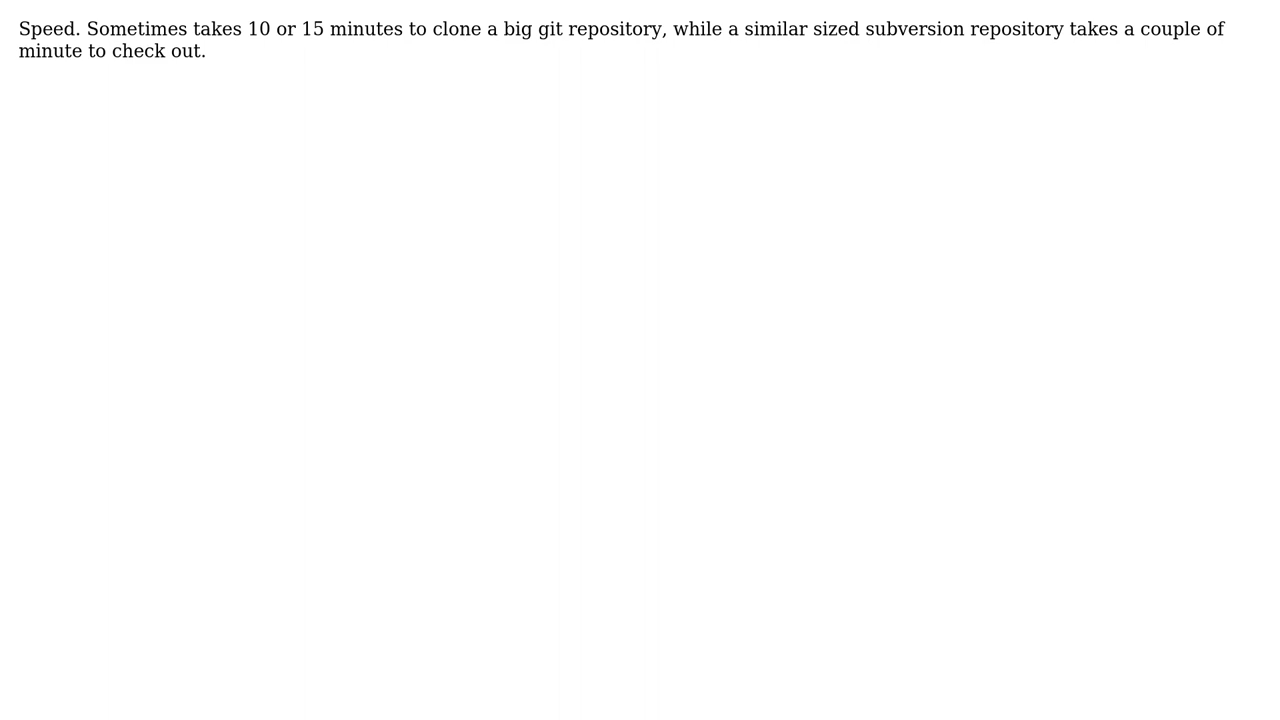 Speed. Sometimes takes 10 or 15 minutes to clone a big git repository, while a similar sized subversion repository takes a couple of
minute to check out.